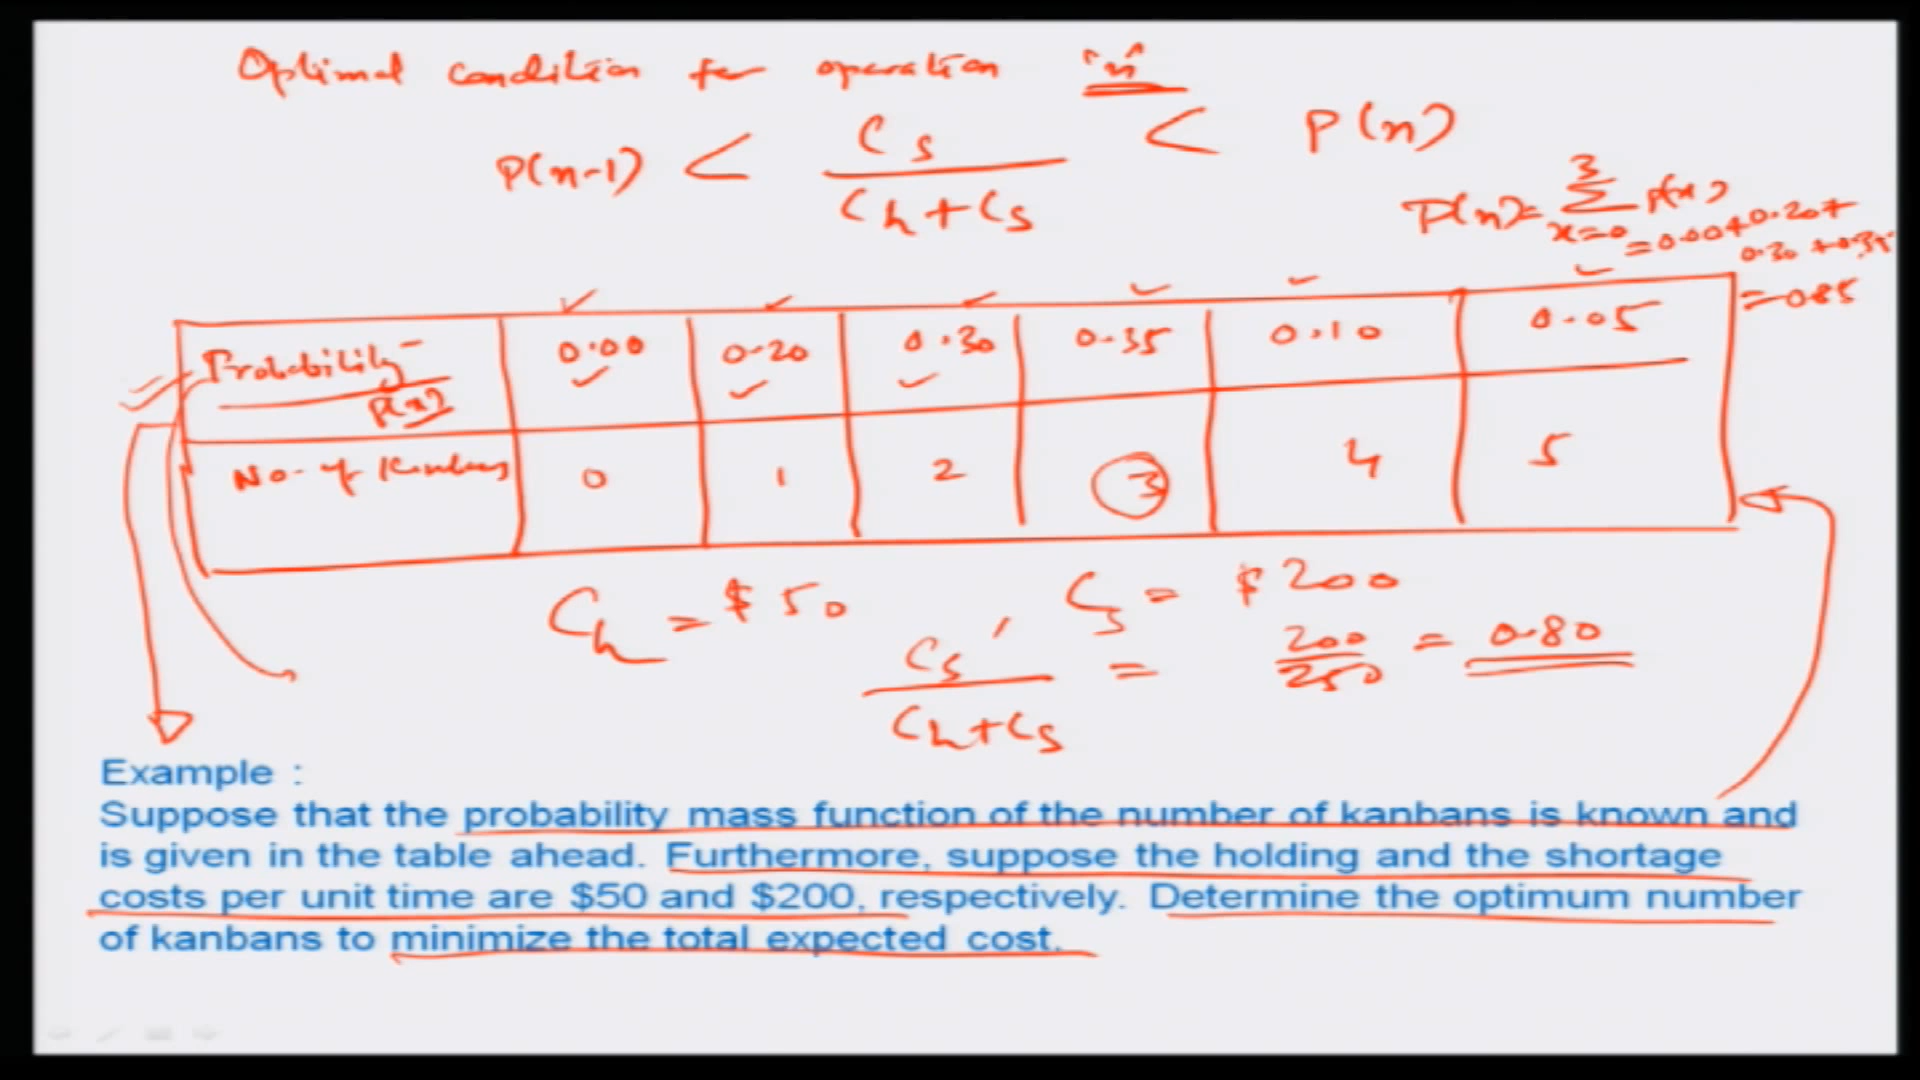 Optimal condition for operation "n"
P(n-1) < Cs / Ch+Cs < P(n)
P(n) = 3 Σ x=0 p(x)
= 0.00+0.20+
0.30+0.35
= 0.85
Probability 0.00 0.20 0.30 0.35 0.10 0.05
P(x)
No. of Kanbans 0 1 2 3 4 5
Ch = $50, Cs = $200
Cs / Ch+Cs = 200 / 250 = 0.80
Example :
Suppose that the probability mass function of the number of kanbans is known and
is given in the table ahead. Furthermore, suppose the holding and the shortage
costs per unit time are $50 and $200, respectively. Determine the optimum number
of kanbans to minimize the total expected cost.